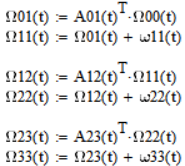 Ω01(t) := A01(t)ᵀ·Ω00(t)
Ω11(t) := Ω01(t) + ω11(t)
Ω12(t) := A12(t)ᵀ·Ω11(t)
Ω22(t) := Ω12(t) + ω22(t)
Ω23(t) := A23(t)ᵀ·Ω22(t)
Ω33(t) := Ω23(t) + ω33(t)